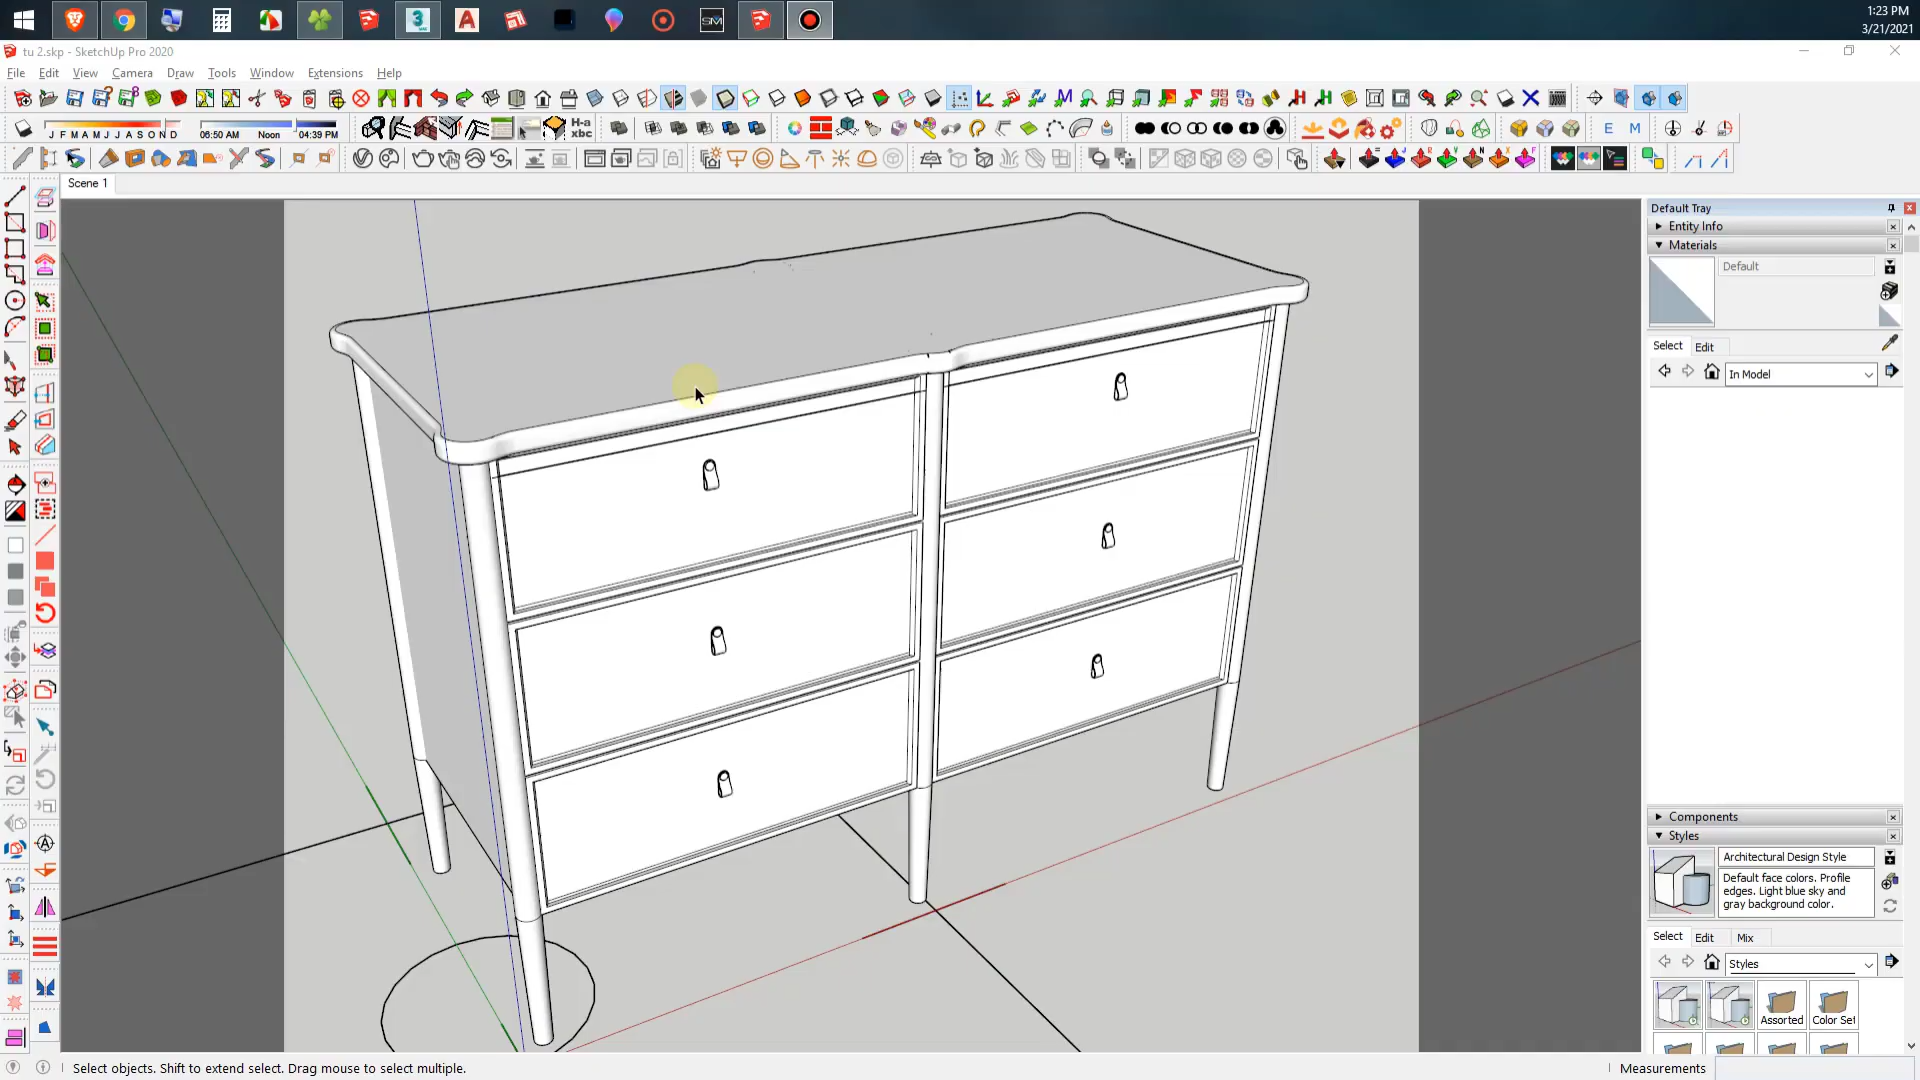 1:23 PM
3/21/2021
3
A
SM
tu 2.skp - SketchUp Pro 2020
File Edit View Camera Draw Tools Window Extensions Help
J F M A M J J A S O N D 06:50 AM Noon 04:39 PM
H-a
xbc
E M
Scene 1
Default Tray
Entity Info
Materials
Default
Select Edit
In Model
Components
Styles
Architectural Design Style
Default face colors. Profile
edges. Light blue sky and
gray background color.
Select Edit Mix
Styles
Assorted Color Set
Select objects. Shift to extend select. Drag mouse to select multiple.
Measurements